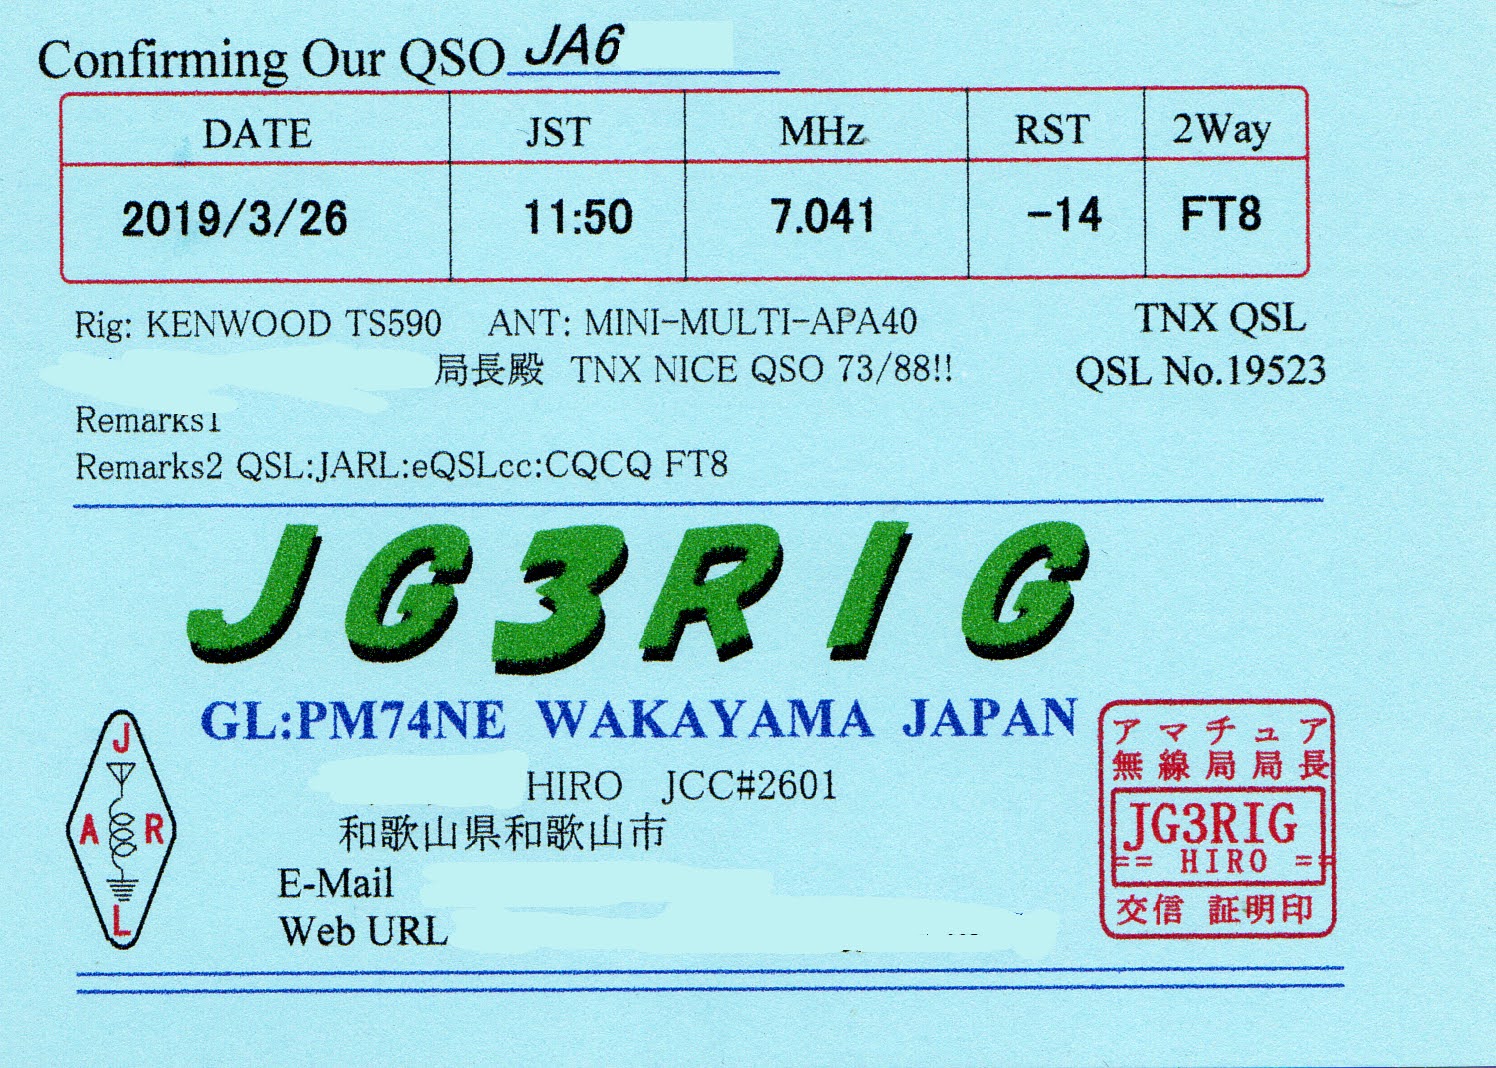 Confirming Our QSO JA6
DATE JST MHz RST 2Way
2019/3/26 11:50 7.041 -14 FT8
Rig: KENWOOD TS590 ANT: MINI-MULTI-APA40 TNX QSL
局長殿 TNX NICE QSO 73/88!! QSL No.19523
Remarks1
Remarks2 QSL:JARL:eQSLcc:CQCQ FT8
JG3RIG
GL:PM74NE WAKAYAMA JAPAN
HIRO JCC#2601
和歌山県和歌山市
E-Mail
Web URL
J
A R
L
アマチュア
無線局局長
JG3RIG
== HIRO ==
交信 証明印